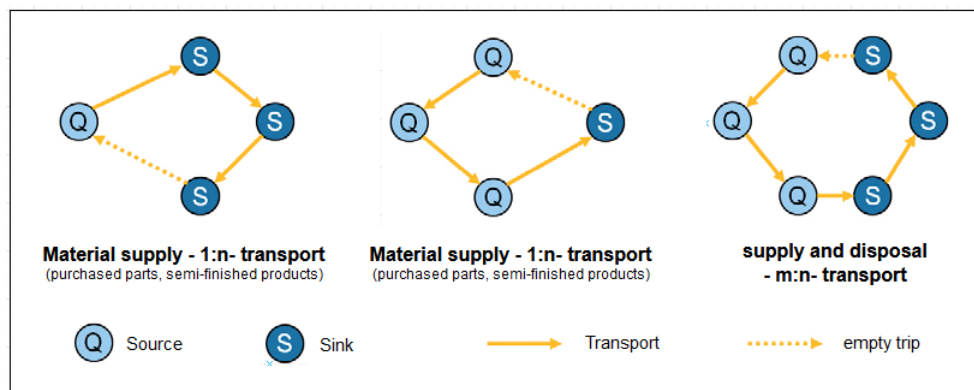 S
Q
S
S
Q
Q
S
Q
Q
S
Q
S
Q
S
Material supply - 1:n- transport
(purchased parts, semi-finished products)
Material supply - 1:n- transport
(purchased parts, semi-finished products)
supply and disposal
- m:n- transport
Q Source
S Sink
Transport
empty trip